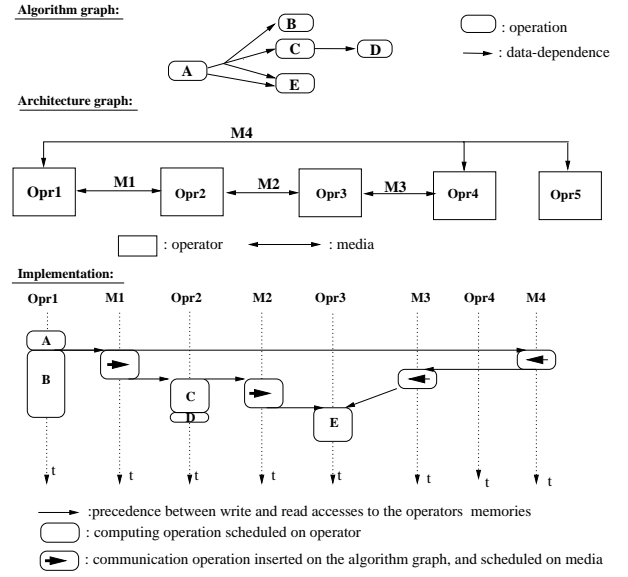 Algorithm graph:
B
: operation
A
C
D
: data-dependence
E
Architecture graph:
M4
Opr1
M1
Opr2
M2
Opr3
M3
Opr4
Opr5
: operator
: media
Implementation:
Opr1 M1 Opr2 M2 Opr3 M3 Opr4 M4
A
B
C
D
E
t t t t t t t t
:precedence between write and read accesses to the operators memories
: computing operation scheduled on operator
: communication operation inserted on the algorithm graph, and scheduled on media